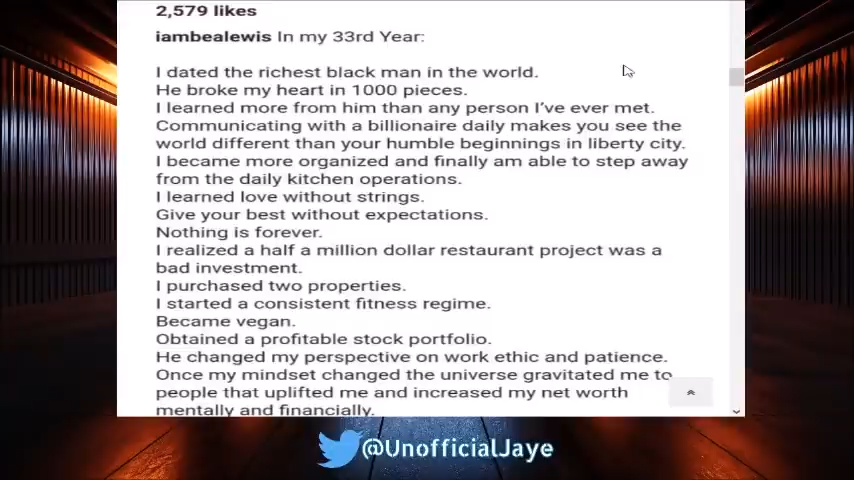 2,579 likes
iambealewis In my 33rd Year:
I dated the richest black man in the world.
He broke my heart in 1000 pieces.
I learned more from him than any person I've ever met.
Communicating with a billionaire daily makes you see the
world different than your humble beginnings in liberty city.
I became more organized and finally am able to step away
from the daily kitchen operations.
I learned love without strings.
Give your best without expectations.
Nothing is forever.
I realized a half a million dollar restaurant project was a
bad investment.
I purchased two properties.
I started a consistent fitness regime.
Became vegan.
Obtained a profitable stock portfolio.
He changed my perspective on work ethic and patience.
Once my mindset changed the universe gravitated me to
people that uplifted me and increased my net worth
mentally and financially.
@UnofficialJaye